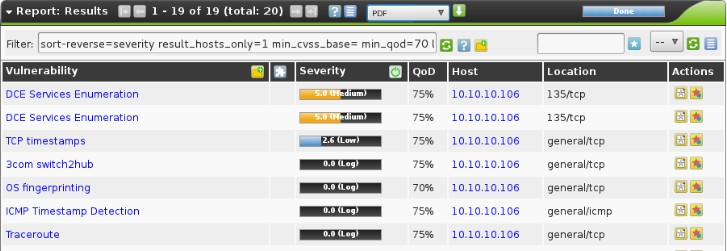 Report: Results 1 - 19 of 19 (total: 20) PDF Done
Filter: sort-reverse=severity result_hosts_only=1 min_cvss_base= min_qod=70 l --
Vulnerability Severity QoD Host Location Actions
DCE Services Enumeration 5.0 (Medium) 75% 10.10.10.106 135/tcp
DCE Services Enumeration 5.0 (Medium) 75% 10.10.10.106 135/tcp
TCP timestamps 2.6 (Low) 75% 10.10.10.106 general/tcp
3com switch2hub 0.0 (Log) 75% 10.10.10.106 general/tcp
OS fingerprinting 0.0 (Log) 70% 10.10.10.106 general/tcp
ICMP Timestamp Detection 0.0 (Log) 75% 10.10.10.106 general/icmp
Traceroute 0.0 (Log) 75% 10.10.10.106 general/tcp